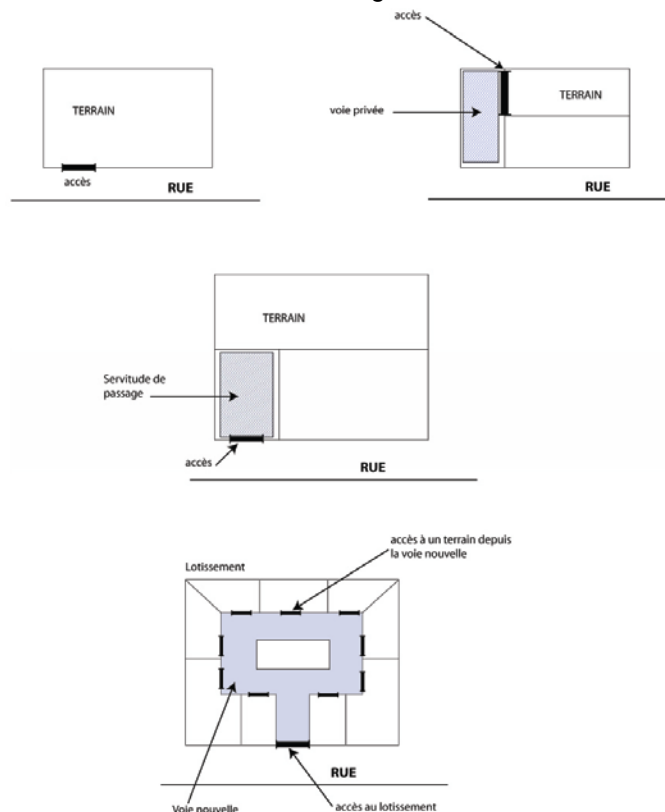 accès
TERRAIN
accès
RUE
voie privée
TERRAIN
RUE
TERRAIN
Servitude de
passage
accès
RUE
accès à un terrain depuis
la voie nouvelle
Lotissement
RUE
Voie nouvelle
accès au lotissement